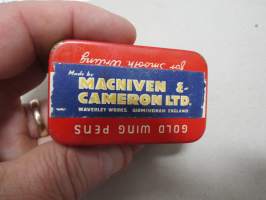 for Smooth Writing
Made by
MACNIVEN &
CAMERON LTD.
WAVERLEY WORKS BIRMINGHAM ENGLAND
GOLD WING PENS